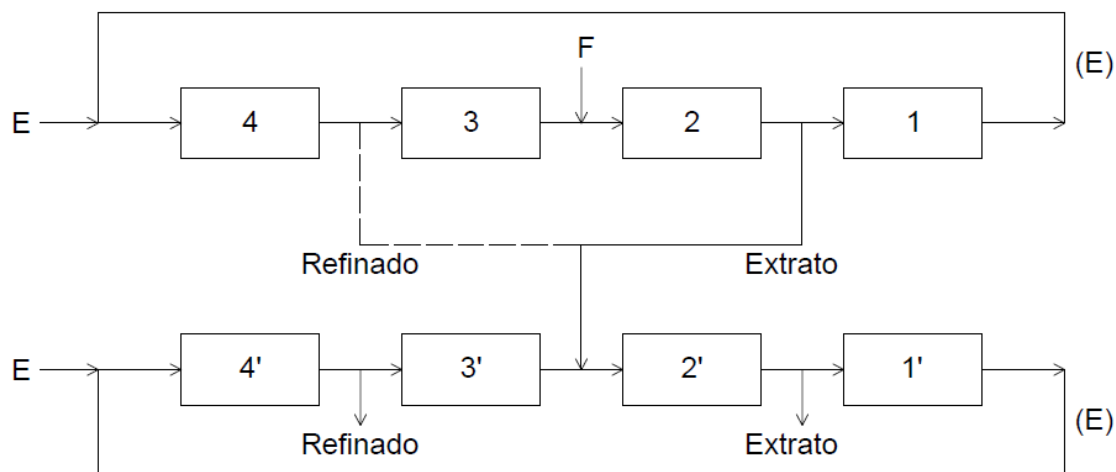 F
(E)
E 4 3 2 1
Refinado Extrato
E 4' 3' 2' 1'
(E)
Refinado Extrato